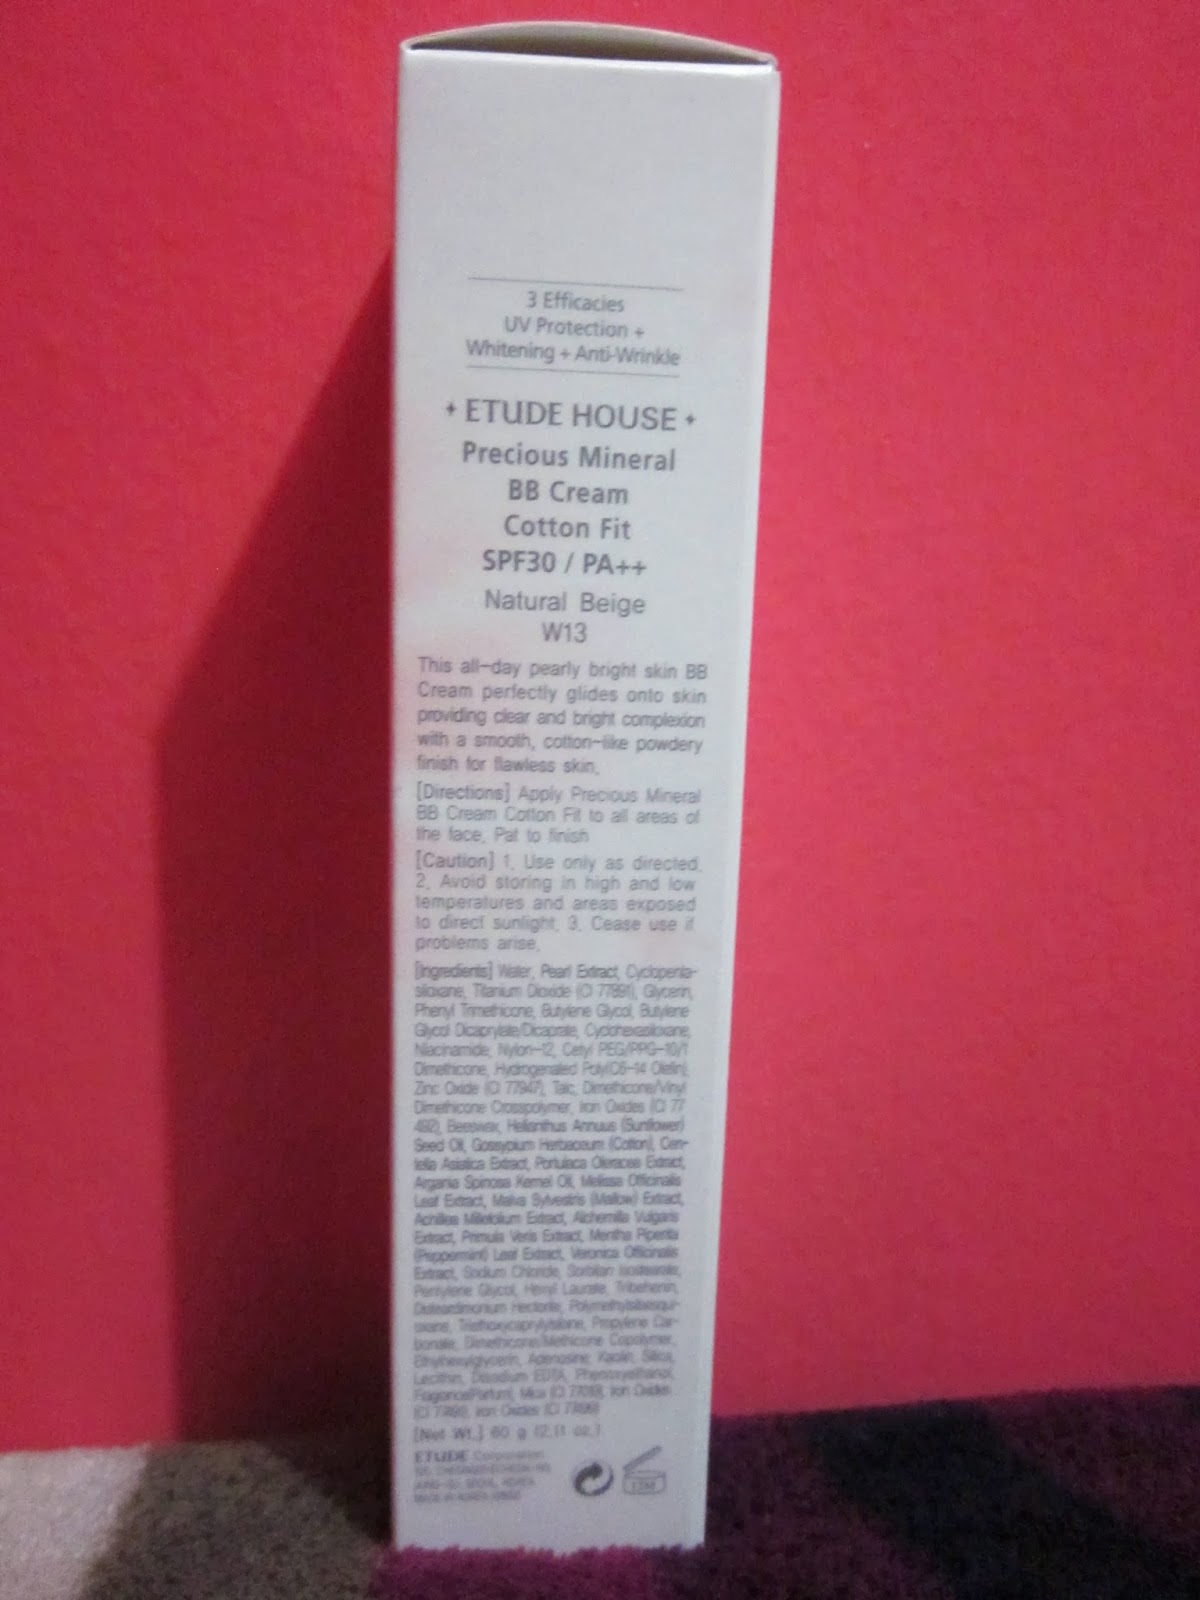 3 Efficacies
UV Protection +
Whitening + Anti-Wrinkle
ETUDE HOUSE
Precious Mineral
BB Cream
Cotton Fit
SPF30 / PA++
Natural Beige
W13
This all-day pearly bright skin BB
Cream perfectly glides onto skin
providing clear and bright complexion
with a smooth, cotton-like powdery
finish for flawless skin.
[Directions] Apply Precious Mineral
BB Cream Cotton Fit to all areas of
the face. Pat to finish
[Caution] 1. Use only as directed.
2. Avoid storing in high and low
temperatures and areas exposed
to direct sunlight. 3. Cease use if
problems arise.
[Ingredients] Water, Pearl Extract, Cyclopenta-
siloxane, Titanium Dioxide (CI 77891), Glycerin,
Phenyl Trimethicone, Butylene Glycol, Butylene
Glycol Dicaprylate/Dicaprate, Cyclohexasiloxane,
Niacinamide, Nylon-12, Cetyl PEG/PPG-10/1
Dimethicone, Hydrogenated Poly(C6-14 Olefin),
Zinc Oxide (CI 77947), Talc, Dimethicone/Vinyl
Dimethicone Crosspolymer, Iron Oxides (CI 77
492), Beeswax, Helianthus Annuus (Sunflower)
Seed Oil, Gossypium Herbaceum (Cotton), Cen-
tella Asiatica Extract, Portulaca Oleracea Extract,
Argania Spinosa Kernel Oil, Melissa Officinalis
Leaf Extract, Malva Sylvestris (Mallow) Extract,
Achillea Millefolium Extract, Alchemilla Vulgaris
Extract, Primula Veris Extract, Mentha Piperita
(Peppermint) Leaf Extract, Veronica Officinalis
Extract, Sodium Chloride, Sorbitan Isostearate,
Pentylene Glycol, Hexyl Laurate, Tribehenin,
Disteardimonium Hectorite, Polymethylsilsesqui-
oxane, Triethoxycaprylylsilane, Propylene Car-
bonate, Dimethicone/Methicone Copolymer,
Ethylhexylglycerin, Adenosine, Kaolin, Silica,
Lecithin, Disodium EDTA, Phenoxyethanol,
Fragrance(Parfum), Mica (CI 77019), Iron Oxides
(CI 77491), Iron Oxides (CI 77499)
[Net Wt.] 60 g (2.11 oz.)
ETUDE Corporation
SEOUL, KOREA
MADE IN KOREA
12M